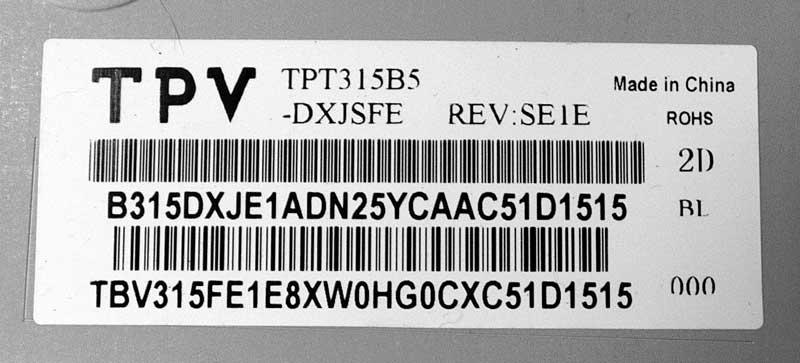 TPV TPT315B5
-DXJSFE REV:SE1E
Made in China
ROHS
2D
B315DXJE1ADN25YCAAC51D1515
BL
TBV315FE1E8XW0HG0CXC51D1515
000